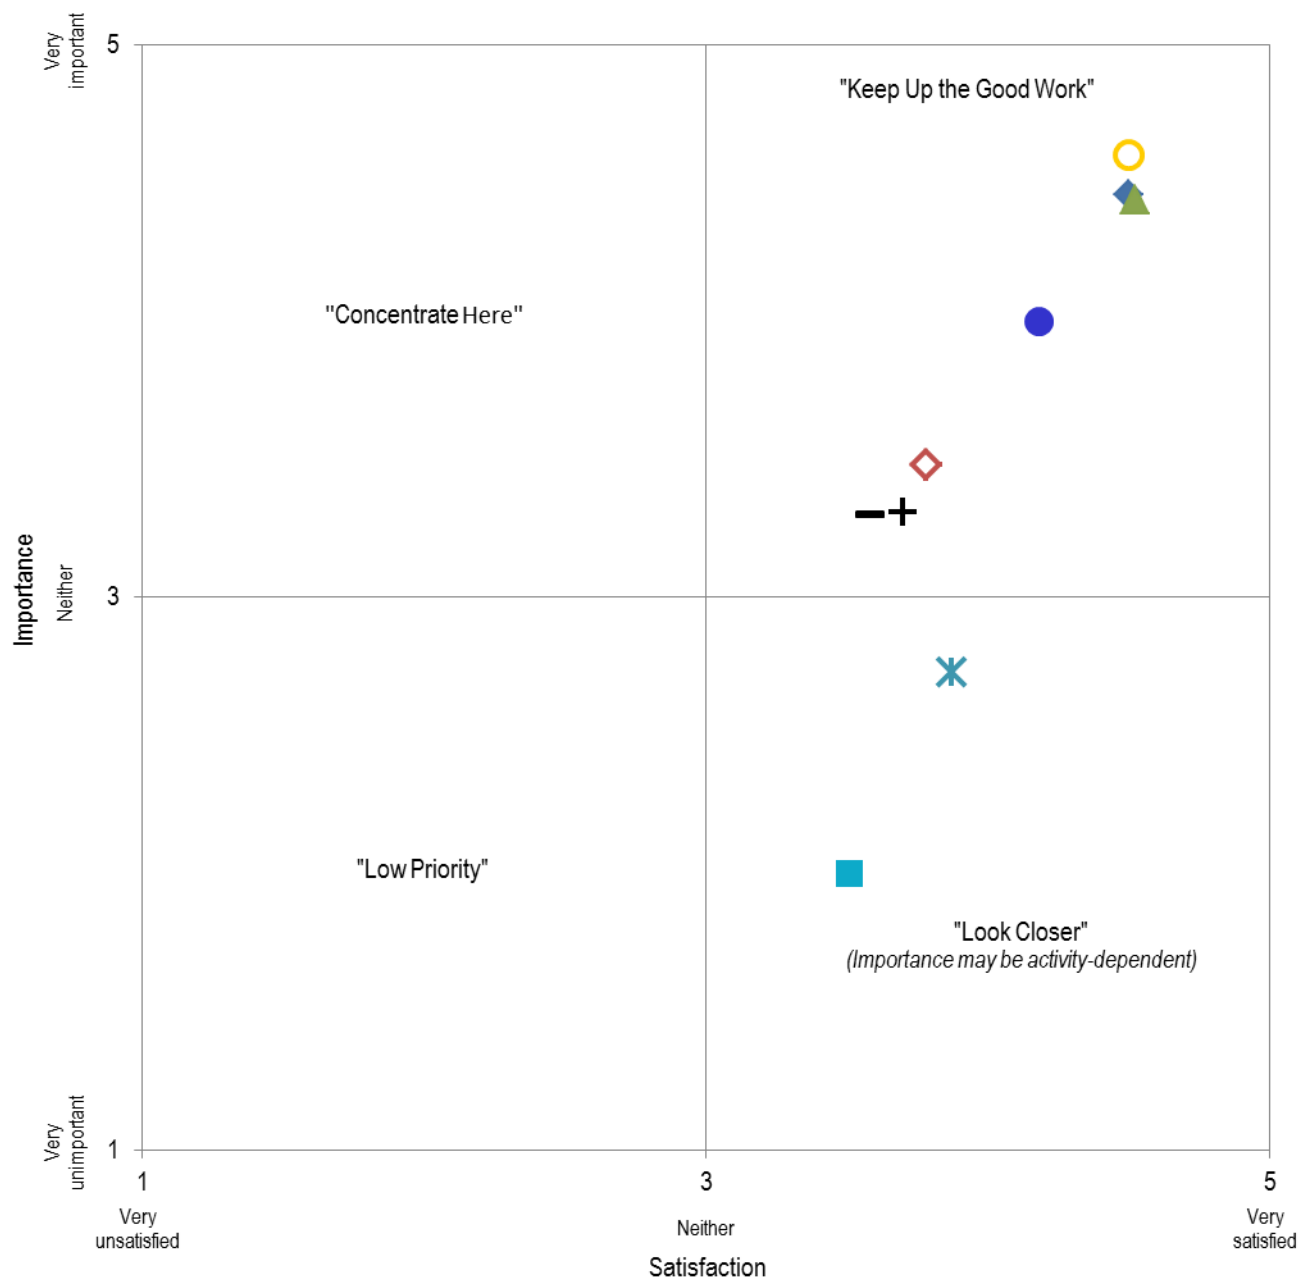 Very
important
5
"Keep Up the Good Work"
"Concentrate Here"
Importance
Neither
3
"Low Priority"
"Look Closer"
(Importance may be activity-dependent)
Very
unimportant
1
1
3
5
Very
unsatisfied
Neither
Very
satisfied
Satisfaction